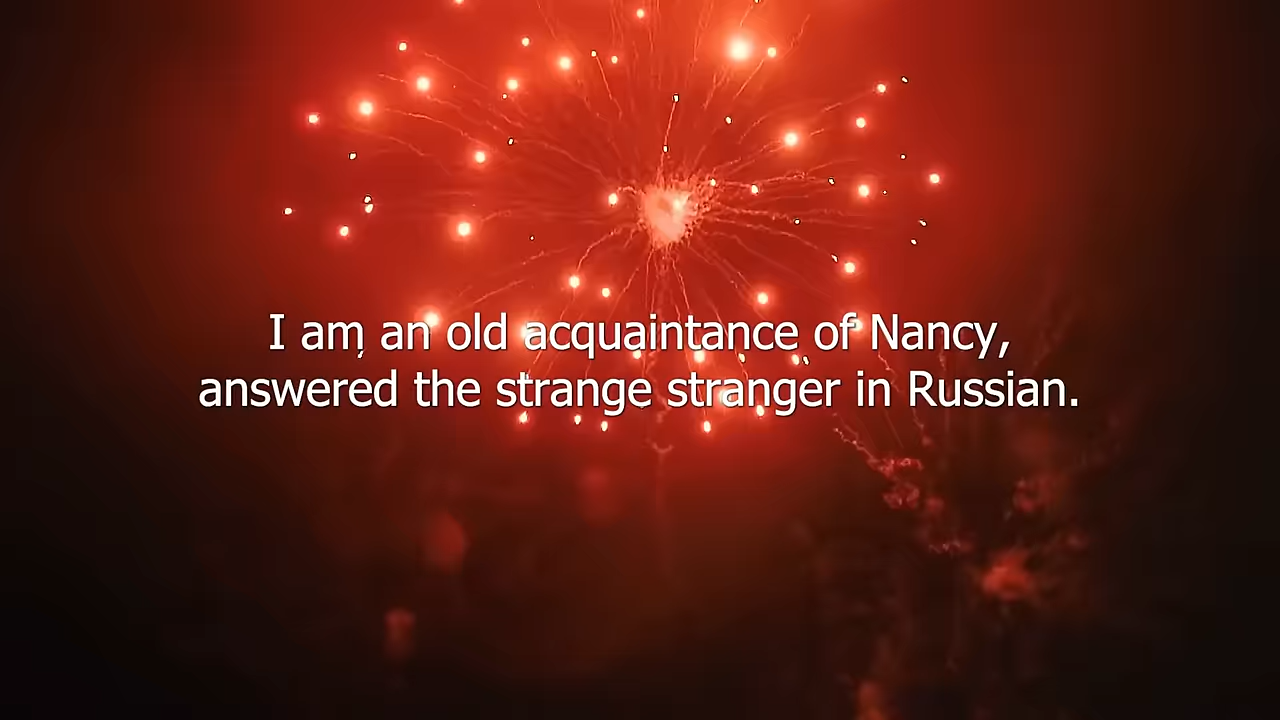 I am an old acquaintance of Nancy,
answered the strange stranger in Russian.